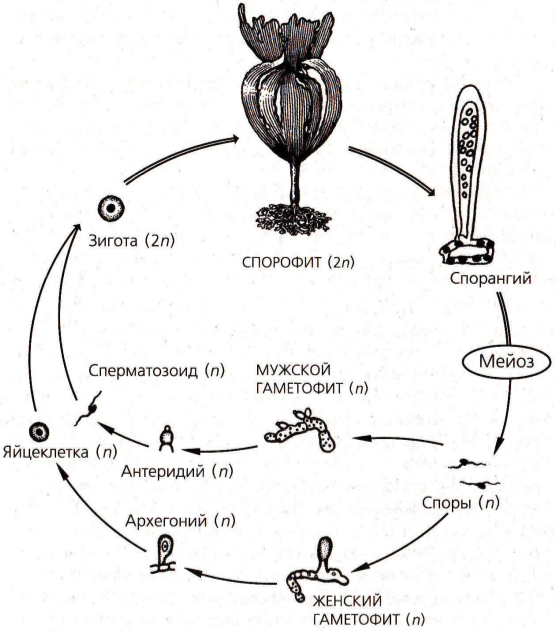 СПОРОФИТ (2n)
Спорангий
Мейоз
Споры (n)
МУЖСКОЙ
ГАМЕТОФИТ (n)
Антеридий (n)
Сперматозоид (n)
ЖЕНСКИЙ
ГАМЕТОФИТ (n)
Архегоний (n)
Яйцеклетка (n)
Зигота (2n)